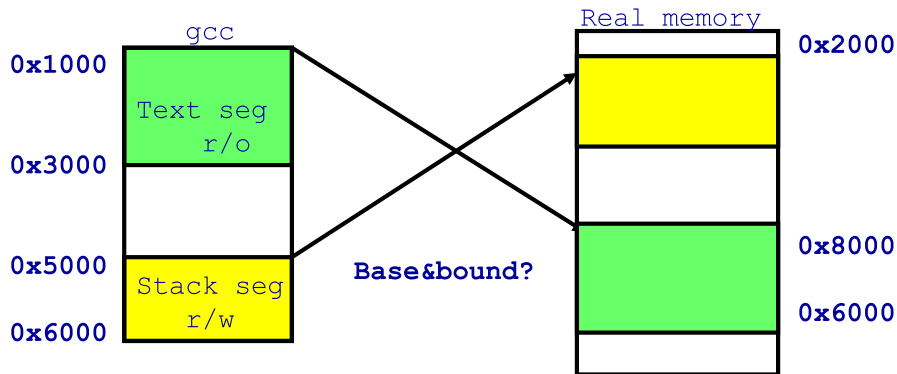 gcc
Real memory
0x1000
0x2000
Text seg
r/o
0x3000
0x5000
0x8000
Base&bound?
Stack seg
r/w
0x6000
0x6000